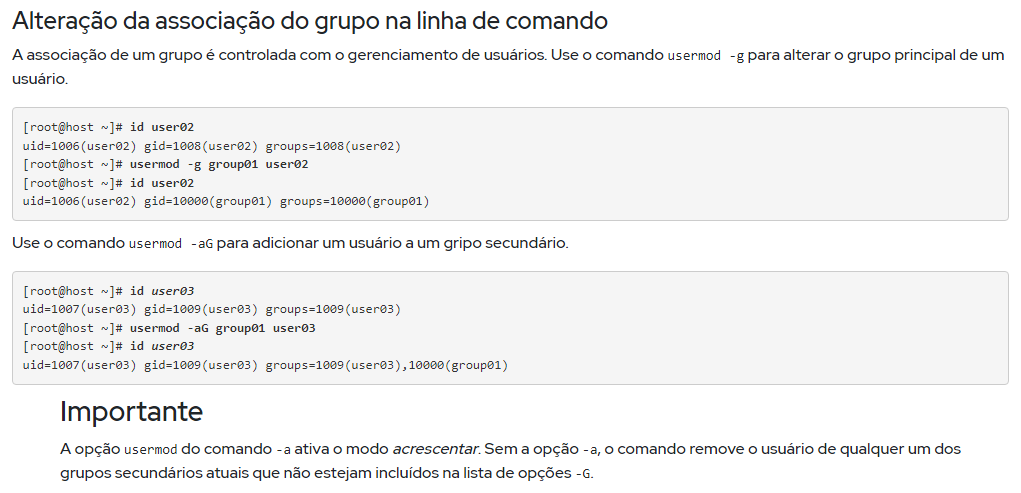 Alteração da associação do grupo na linha de comando
A associação de um grupo é controlada com o gerenciamento de usuários. Use o comando usermod -g para alterar o grupo principal de um
usuário.
[root@host ~]# id user02
uid=1006(user02) gid=1008(user02) groups=1008(user02)
[root@host ~]# usermod -g group01 user02
[root@host ~]# id user02
uid=1006(user02) gid=10000(group01) groups=10000(group01)
Use o comando usermod -aG para adicionar um usuário a um gripo secundário.
[root@host ~]# id user03
uid=1007(user03) gid=1009(user03) groups=1009(user03)
[root@host ~]# usermod -aG group01 user03
[root@host ~]# id user03
uid=1007(user03) gid=1009(user03) groups=1009(user03),10000(group01)
Importante
A opção usermod do comando -a ativa o modo acrescentar. Sem a opção -a, o comando remove o usuário de qualquer um dos
grupos secundários atuais que não estejam incluídos na lista de opções -G.